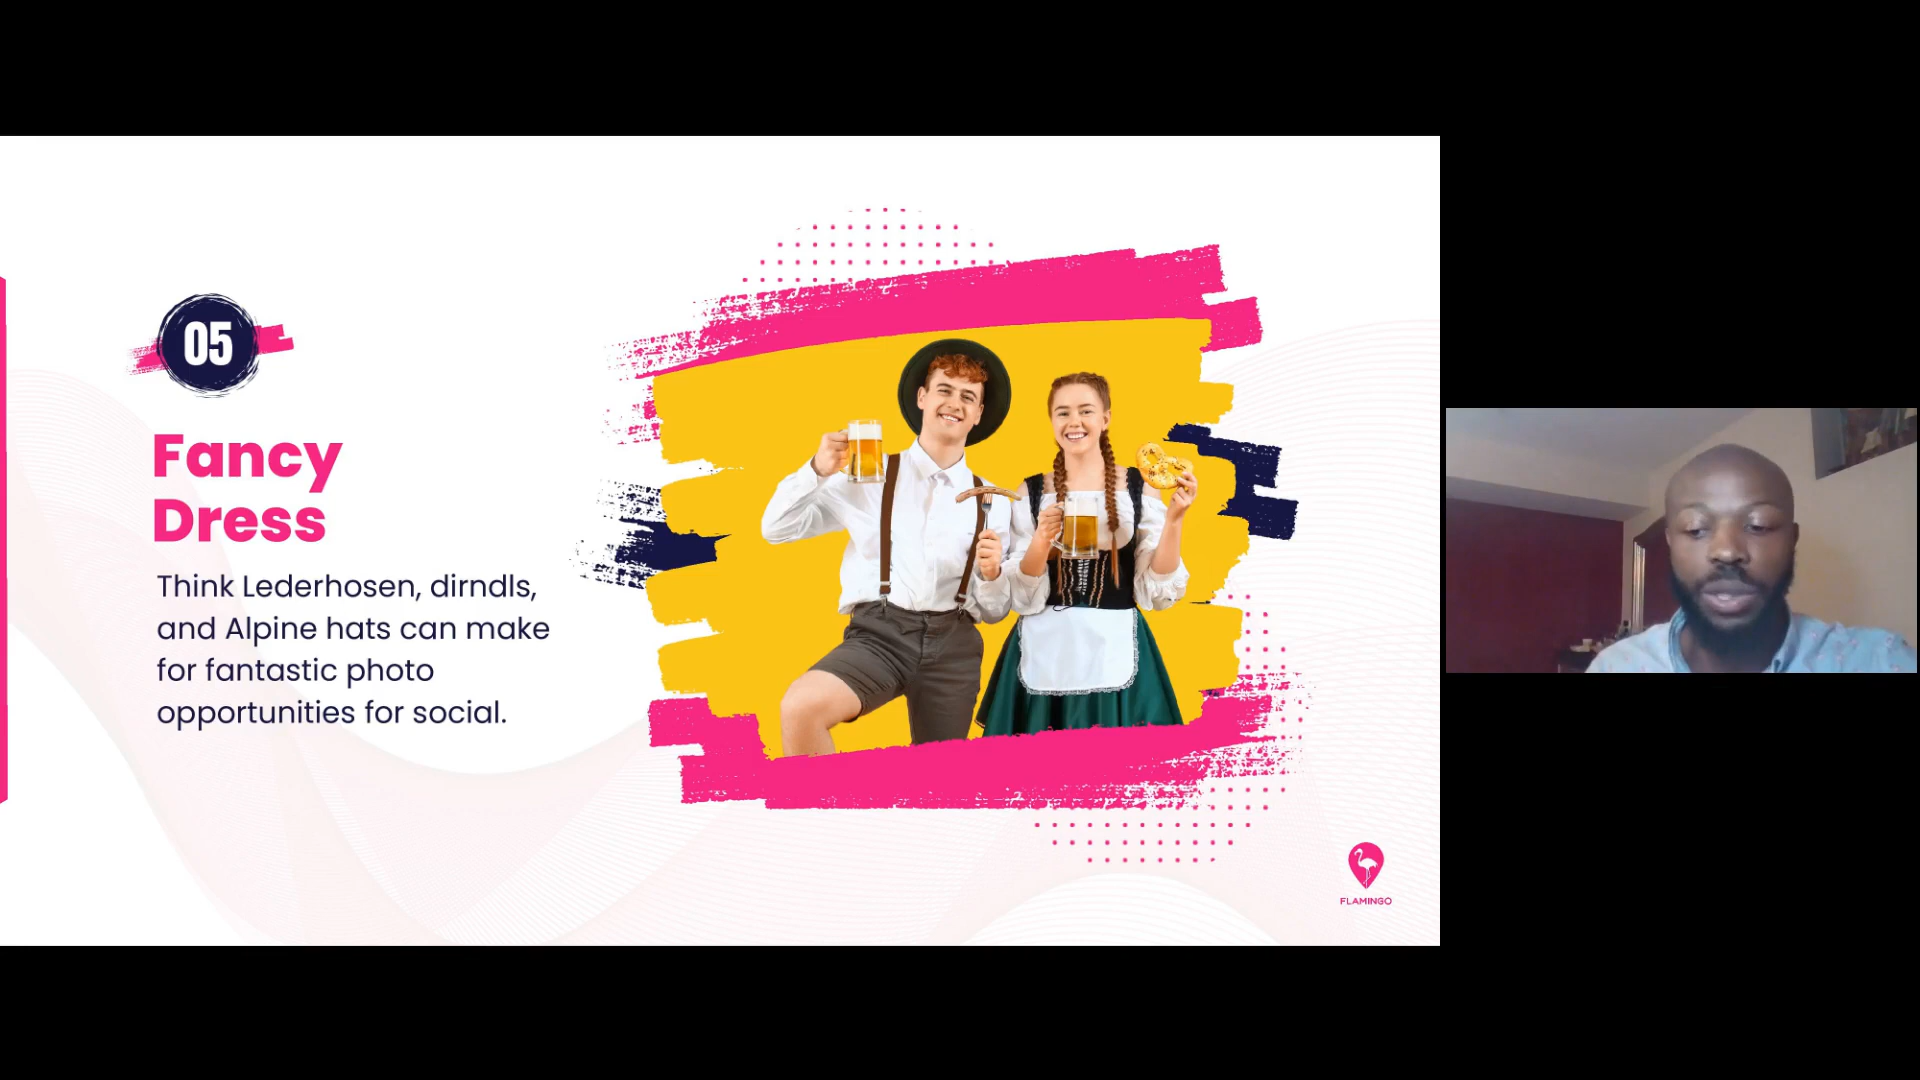 05
Fancy
Dress
Think Lederhosen, dirndls,
and Alpine hats can make
for fantastic photo
opportunities for social.
FLAMINGO